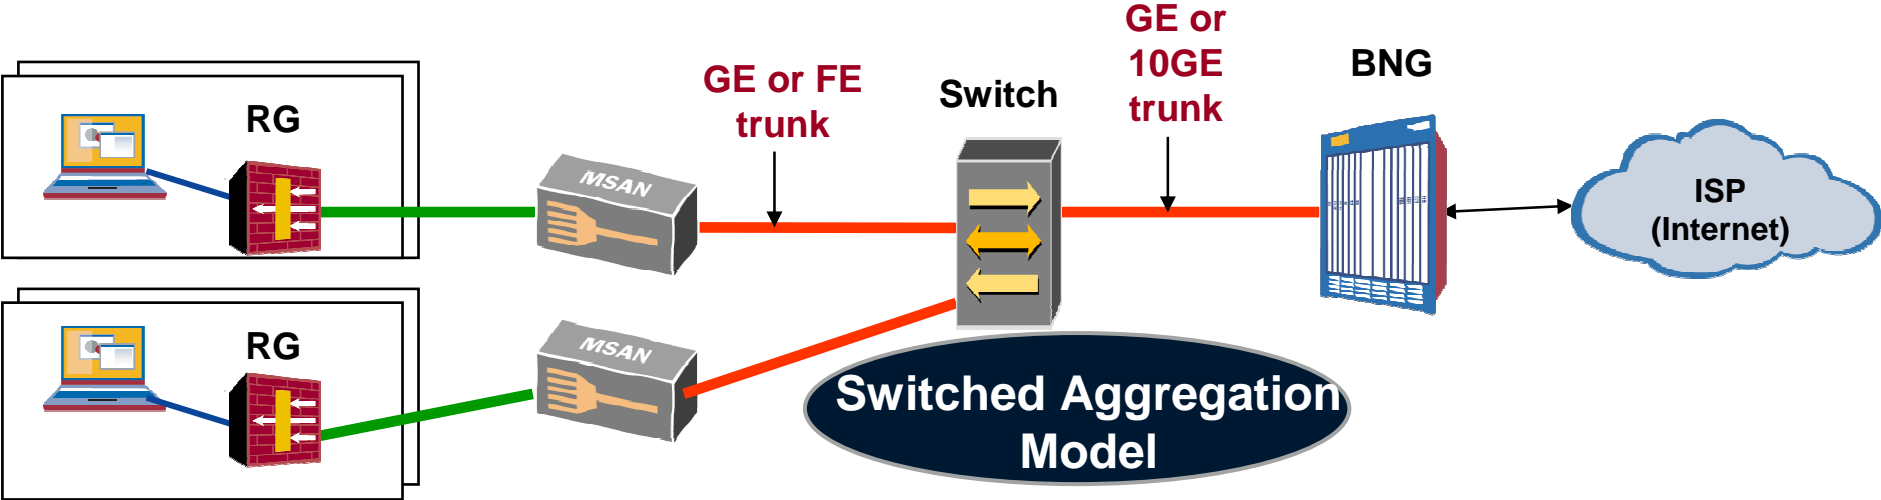 GE or
10GE
trunk
BNG
GE or FE
trunk
Switch
RG
MSAN
ISP
(Internet)
RG
MSAN
Switched Aggregation
Model